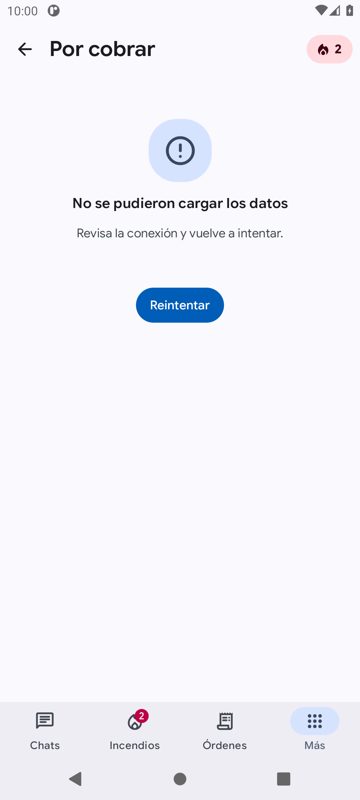 10:00
Por cobrar
2
No se pudieron cargar los datos
Revisa la conexión y vuelve a intentar.
Reintentar
2
Chats
Incendios
Órdenes
Más